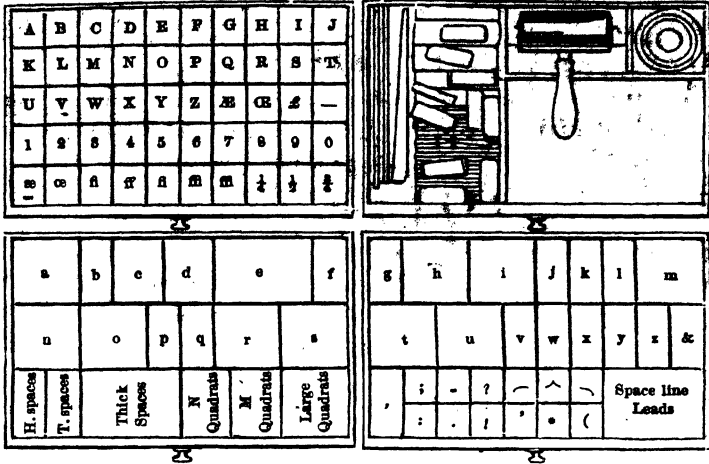 A B C D E F G H I J
K L M N O P Q R S T
U V W X Y Z Æ Œ £ —
1 2 3 4 5 6 7 8 9 0
æ œ fi ff fl ffi ffl ¼ ½ ¾
a b c d e f
n o p q r s
H. spaces
T. spaces
Thick
Spaces
N
Quadrats
M
Quadrats
Large
Quadrats
g h i j k l m
t u v w x y z &
, ; - ?
: . ! ’ (
Space line
Leads